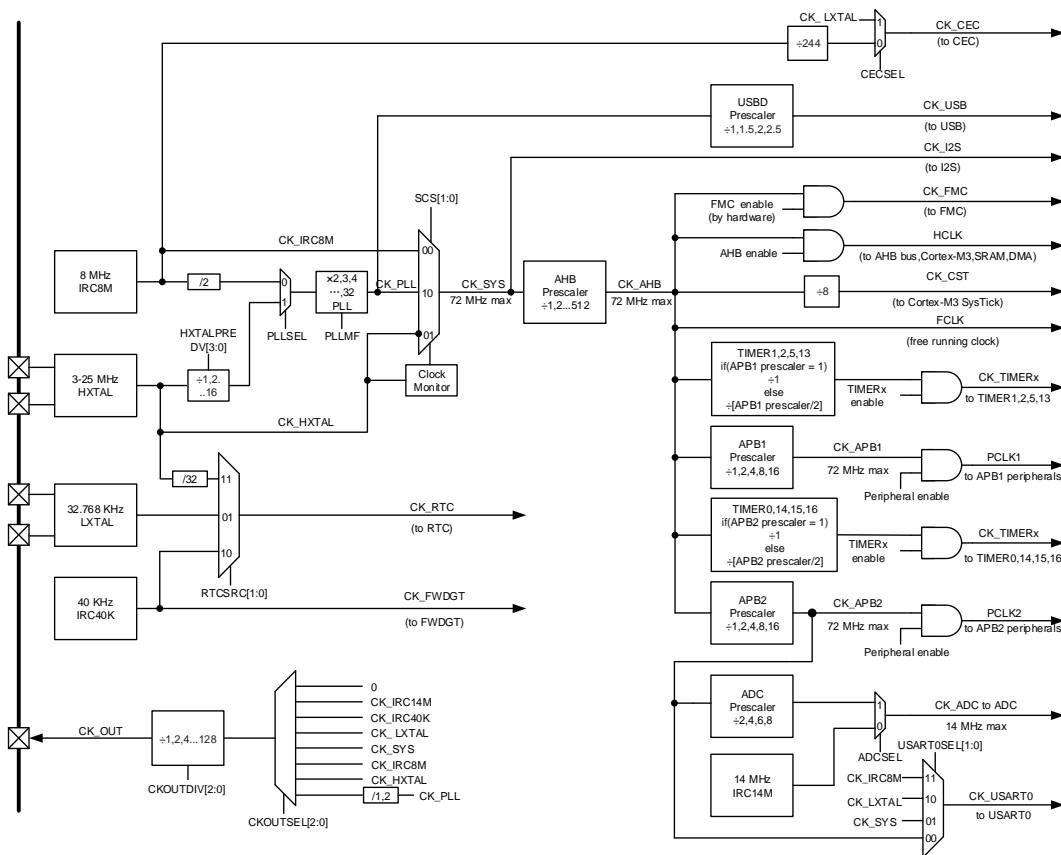 CK_ LXTAL
1
0
÷244
CECSEL
CK_CEC
(to CEC)
USBD
Prescaler
÷1,1.5,2,2.5
CK_USB
(to USB)
CK_I2S
(to I2S)
SCS[1:0]
FMC enable
(by hardware)
CK_FMC
(to FMC)
CK_IRC8M
00
8 MHz
IRC8M
/2
0
1
PLLSEL
×2,3,4
…,32
PLL
PLLMF
CK_PLL
10
CK_SYS
72 MHz max
AHB
Prescaler
÷1,2...512
CK_AHB
72 MHz max
AHB enable
HCLK
(to AHB bus,Cortex-M3,SRAM,DMA)
÷8
CK_CST
(to Cortex-M3 SysTick)
FCLK
(free running clock)
01
HXTALPRE
DV[3:0]
3-25 MHz
HXTAL
÷1,2.
..16
Clock
Monitor
CK_HXTAL
TIMER1,2,5,13
if(APB1 prescaler = 1)
÷1
else
÷[APB1 prescaler/2]
TIMERx
enable
CK_TIMERx
to TIMER1,2,5,13
APB1
Prescaler
÷1,2,4,8,16
CK_APB1
72 MHz max
Peripheral enable
PCLK1
to APB1 peripherals
/32
11
01
10
32.768 KHz
LXTAL
CK_RTC
(to RTC)
RTCSRC[1:0]
TIMER0,14,15,16
if(APB2 prescaler = 1)
÷1
else
÷[APB2 prescaler/2]
TIMERx
enable
CK_TIMERx
to TIMER0,14,15,16
40 KHz
IRC40K
CK_FWDGT
(to FWDGT)
APB2
Prescaler
÷1,2,4,8,16
CK_APB2
72 MHz max
Peripheral enable
PCLK2
to APB2 peripherals
CK_OUT
÷1,2,4...128
CKOUTDIV[2:0]
CKOUTSEL[2:0]
0
CK_IRC14M
CK_IRC40K
CK_ LXTAL
CK_SYS
CK_IRC8M
CK_HXTAL
/1,2
CK_PLL
ADC
Prescaler
÷2,4,6,8
1
0
ADCSEL
CK_ADC to ADC
14 MHz max
14 MHz
IRC14M
USART0SEL[1:0]
CK_IRC8M
11
CK_LXTAL
10
CK_SYS
01
00
CK_USART0
to USART0